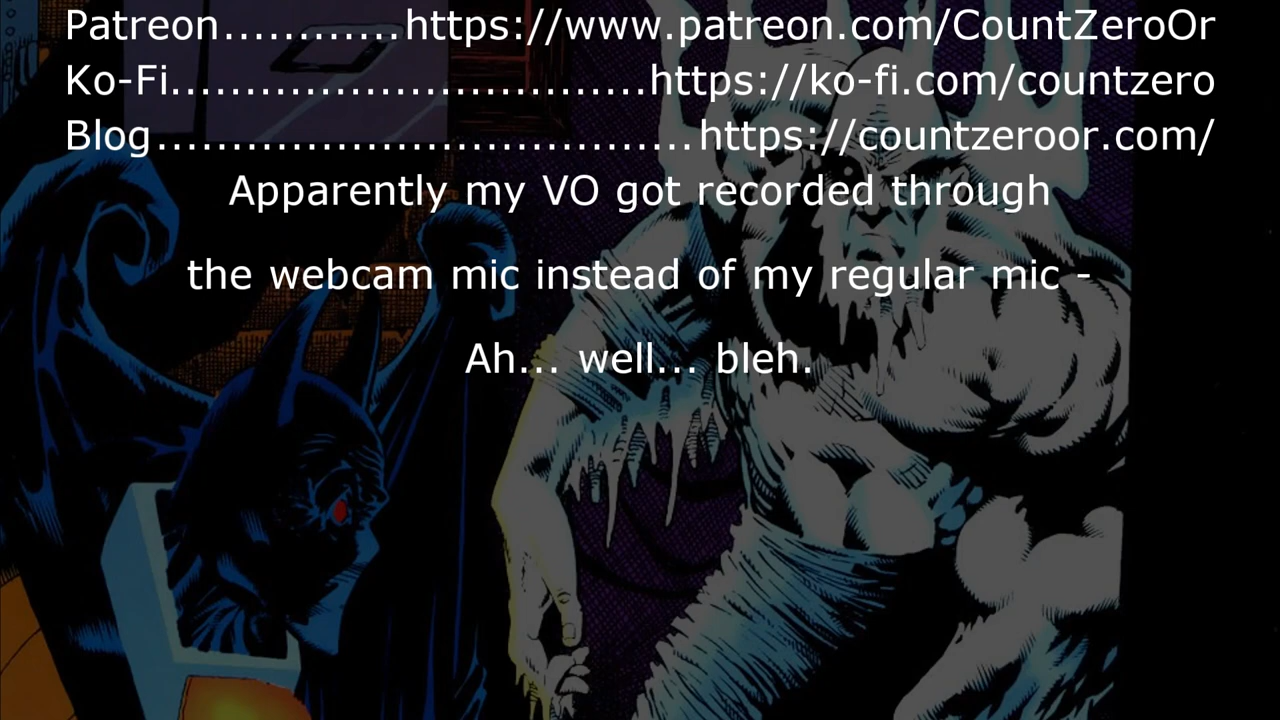 Patreon............https://www.patreon.com/CountZeroOr
Ko-Fi................................https://ko-fi.com/countzero
Blog....................................https://countzeroor.com/
Apparently my VO got recorded through
the webcam mic instead of my regular mic -
Ah... well... bleh.